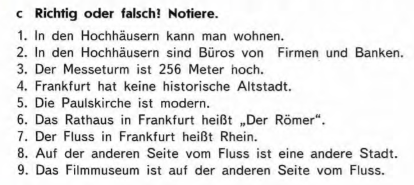 c Richtig oder falsch? Notiere.
1. In den Hochhäusern kann man wohnen.
2. In den Hochhäusern sind Büros von Firmen und Banken.
3. Der Messeturm ist 256 Meter hoch.
4. Frankfurt hat keine historische Altstadt.
5. Die Paulskirche ist modern.
6. Das Rathaus in Frankfurt heißt „Der Römer“.
7. Der Fluss in Frankfurt heißt Rhein.
8. Auf der anderen Seite vom Fluss ist eine andere Stadt.
9. Das Filmmuseum ist auf der anderen Seite vom Fluss.